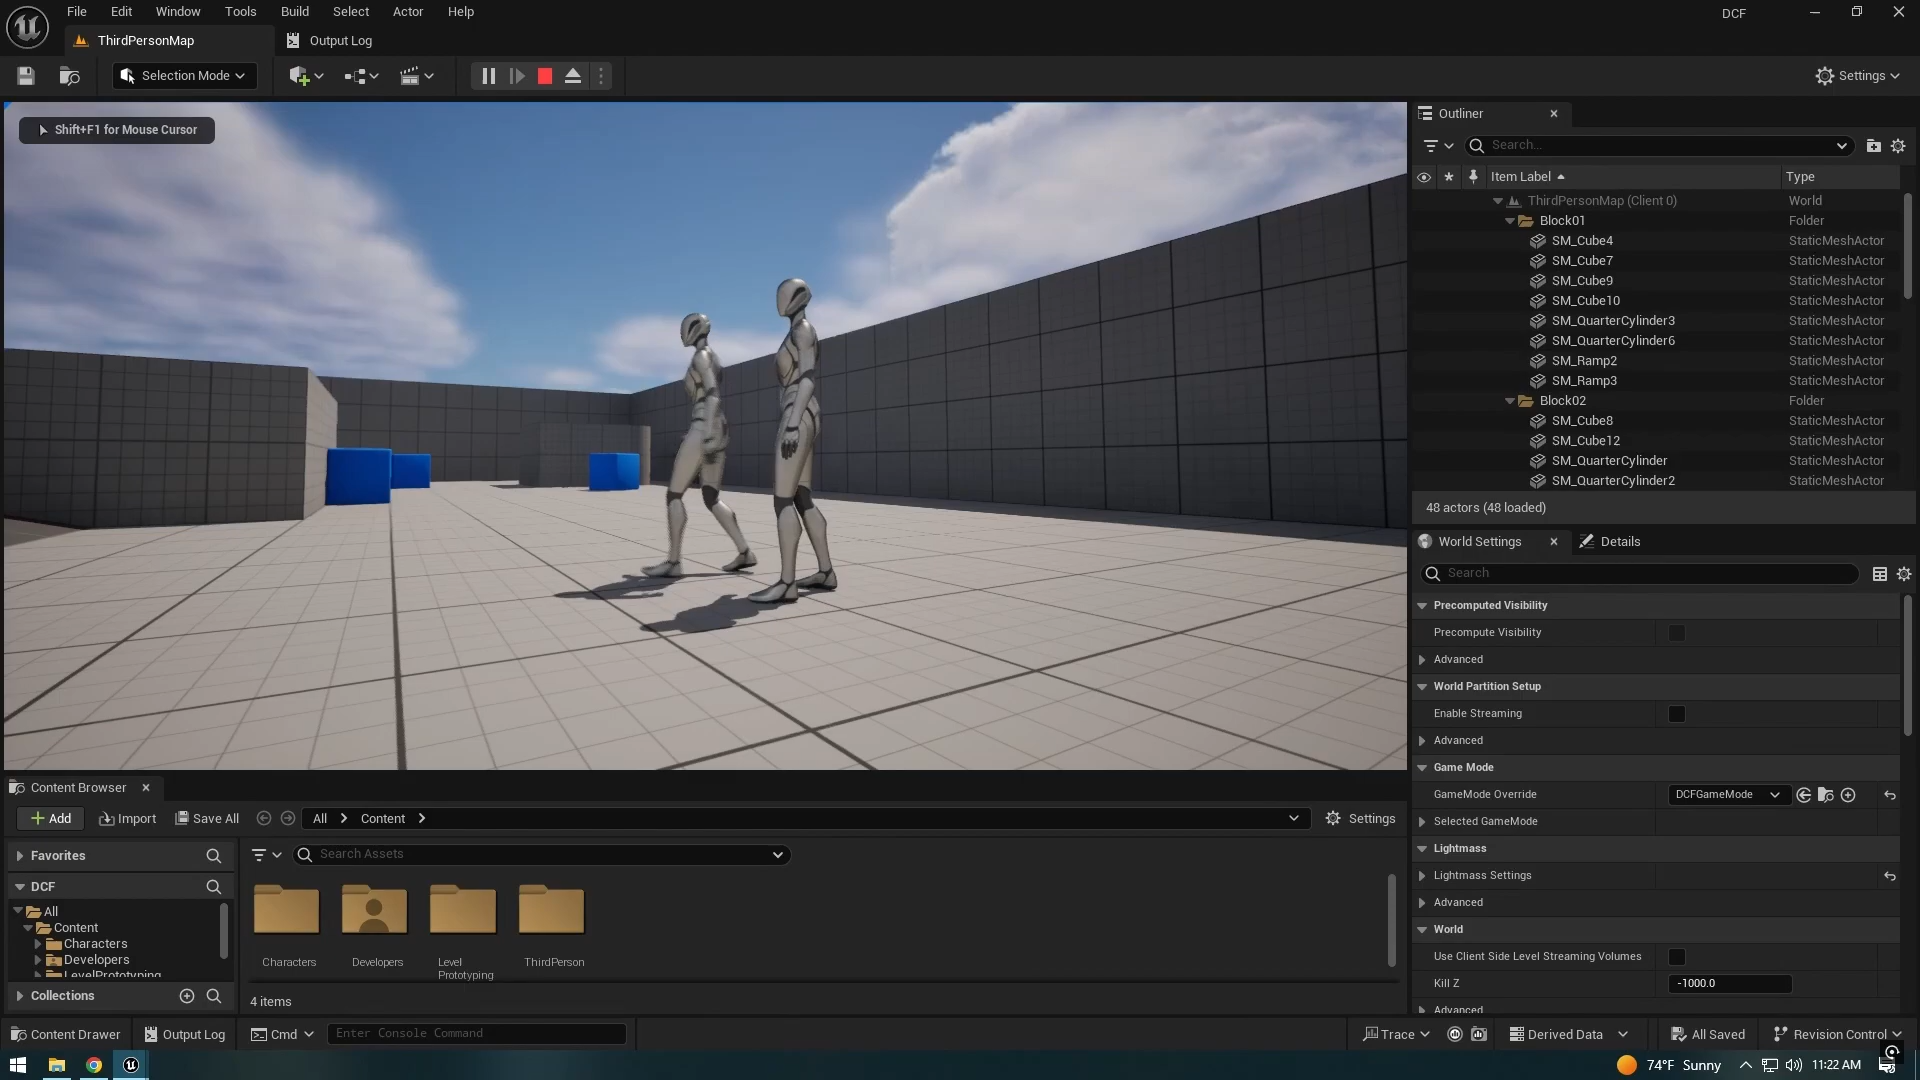 File Edit Window Tools Build Select Actor Help
DCF
ThirdPersonMap
Output Log
Selection Mode
Settings
Shift+F1 for Mouse Cursor
Outliner
Search...
Item Label Type
ThirdPersonMap (Client 0) World
Block01 Folder
SM_Cube4 StaticMeshActor
SM_Cube7 StaticMeshActor
SM_Cube9 StaticMeshActor
SM_Cube10 StaticMeshActor
SM_QuarterCylinder3 StaticMeshActor
SM_QuarterCylinder6 StaticMeshActor
SM_Ramp2 StaticMeshActor
SM_Ramp3 StaticMeshActor
Block02 Folder
SM_Cube8 StaticMeshActor
SM_Cube12 StaticMeshActor
SM_QuarterCylinder StaticMeshActor
SM_QuarterCylinder2 StaticMeshActor
48 actors (48 loaded)
World Settings Details
Search
Precomputed Visibility
Precompute Visibility
Advanced
World Partition Setup
Enable Streaming
Advanced
Game Mode
GameMode Override DCFGameMode
Selected GameMode
Lightmass
Lightmass Settings
Advanced
World
Use Client Side Level Streaming Volumes
Kill Z -1000.0
Advanced
Content Browser
Add Import Save All All Content Settings
Favorites
Search Assets
DCF
All
Content
Characters
Developers
LevelPrototyping
Collections
Characters
Developers
Level
Prototyping
ThirdPerson
4 items
Content Drawer Output Log Cmd Enter Console Command Trace Derived Data All Saved Revision Control
74°F Sunny 11:22 AM